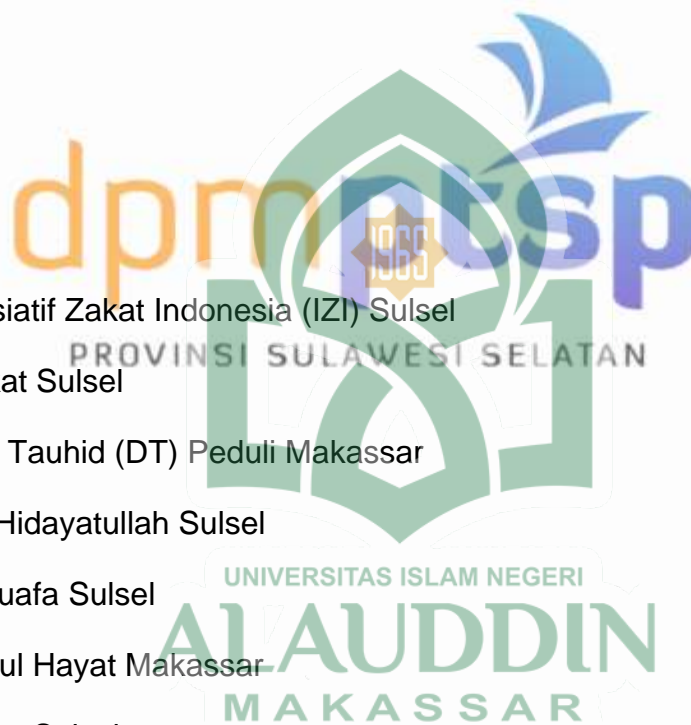 dpmptsp
1965
siatif Zakat Indonesia (IZI) Sulsel
PROVINSI SULAWESI SELATAN
at Sulsel
Tauhid (DT) Peduli Makassar
Hidayatullah Sulsel
UNIVERSITAS ISLAM NEGERI
uafa Sulsel
ALAUDDIN
ul Hayat Makassar
MAKASSAR